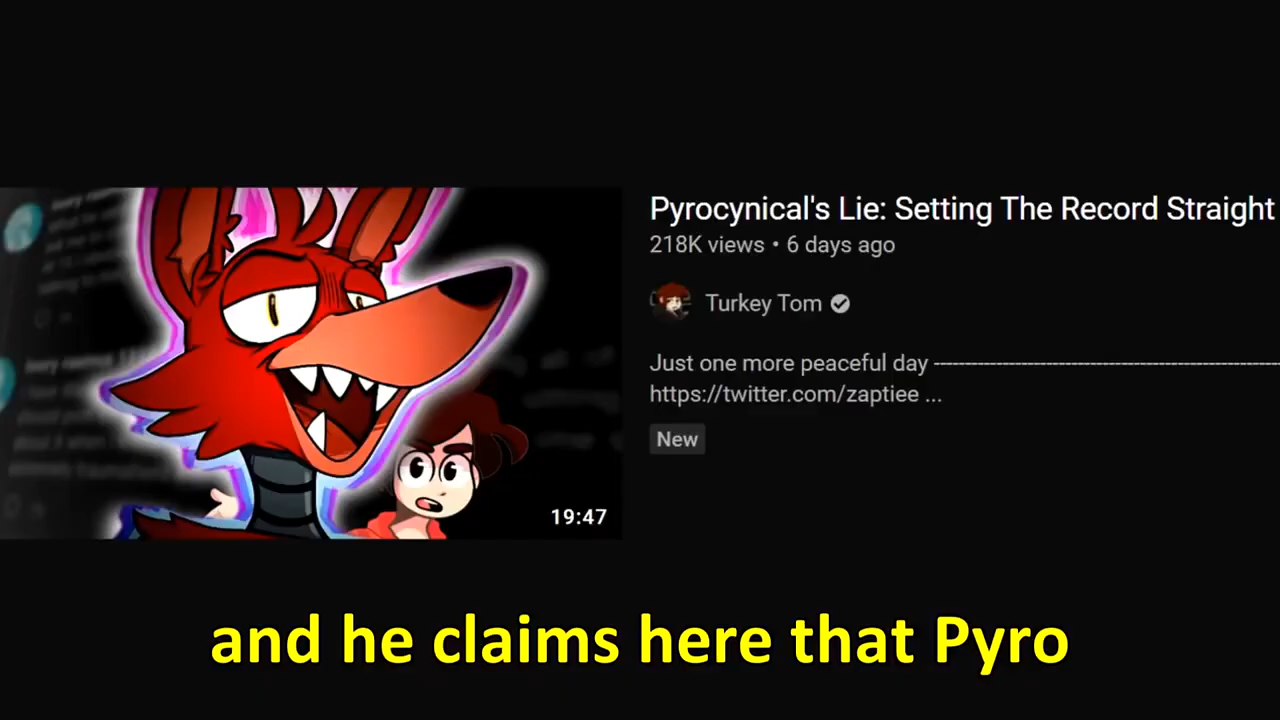 Pyrocynical's Lie: Setting The Record Straight
218K views • 6 days ago
Turkey Tom
Just one more peaceful day ----------------------------------------------------
https://twitter.com/zaptiee ...
New
19:47
and he claims here that Pyro